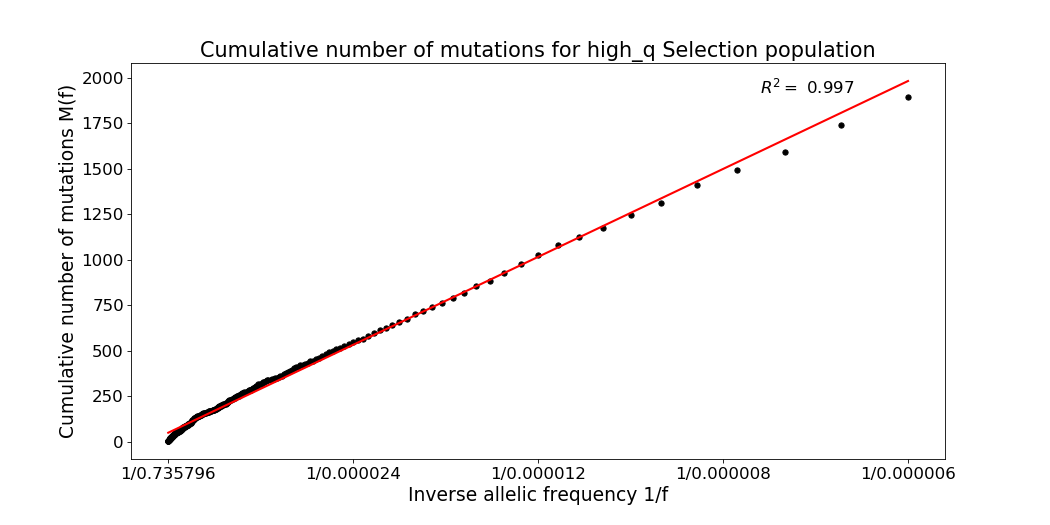 Cumulative number of mutations for high_q Selection population
R² = 0.997
Cumulative number of mutations M(f)
2000
1750
1500
1250
1000
750
500
250
0
1/0.735796 1/0.000024 1/0.000012 1/0.000008 1/0.000006
Inverse allelic frequency 1/f